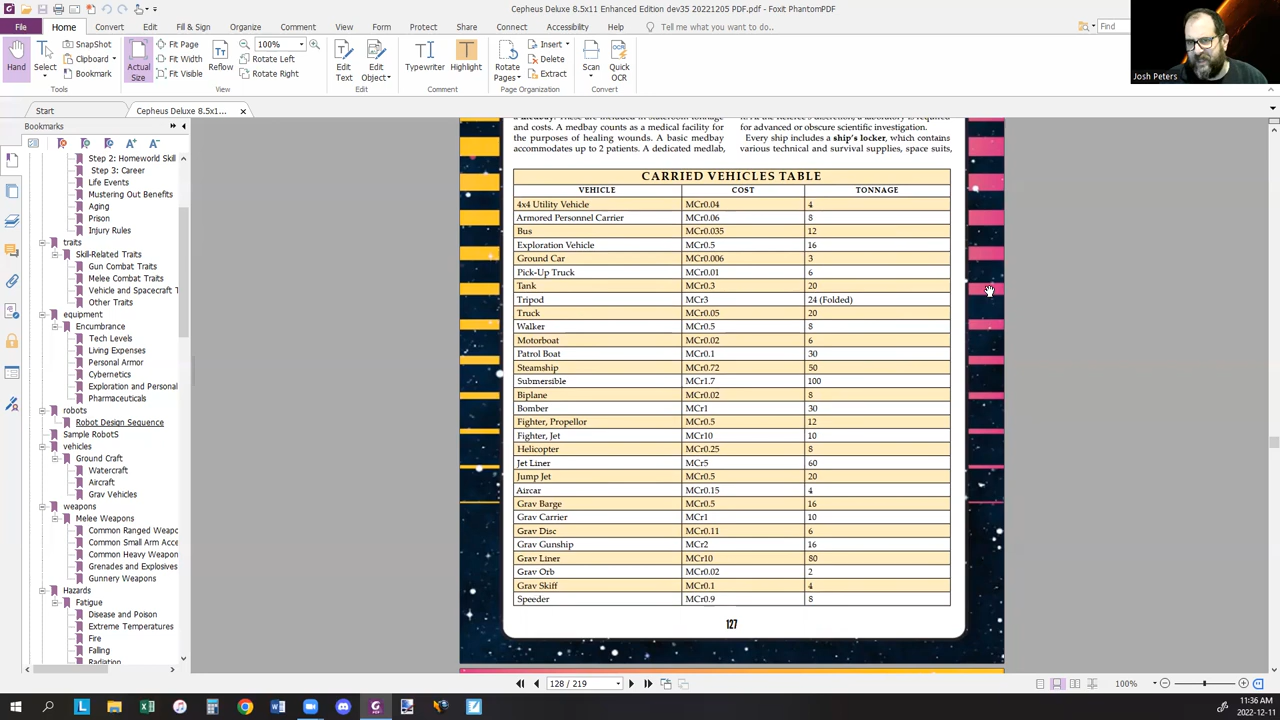 Cepheus Deluxe 8.5x11 Enhanced Edition dev35 20221205 PDF.pdf - Foxit PhantomPDF
File Home Convert Edit Fill & Sign Organize View Comment Form Protect Share Connect Accessibility Help Tell me what you want to do.. Find
Hand Select SnapShot Clipboard Bookmark
Tools
Actual Size Fit Page Fit Width Fit Visible Reflow 100% Rotate Left Rotate Right
View
Edit Text Edit Object
Edit
Typewriter Highlight
Comment
Rotate Pages Insert Delete Extract
Page Organization
Scan Quick OCR
Convert
Josh Peters
Start Cepheus Deluxe 8.5x1...
Bookmarks
Step 2: Homeworld Skil
Step 3: Career
Life Events
Mustering Out Benefits
Aging
Prison
Injury Rules
traits
Skill-Related Traits
Gun Combat Traits
Melee Combat Traits
Vehicle and Spacecraft T
Other Traits
equipment
Encumbrance
Tech Levels
Living Expenses
Personal Armor
Cybernetics
Exploration and Personal
Pharmaceuticals
robots
Robot Design Sequence
Sample RobotS
vehicles
Ground Craft
Watercraft
Aircraft
Grav Vehicles
weapons
Melee Weapons
Common Ranged Weapo
Common Small Arm Acce
Common Heavy Weapon
Grenades and Explosives
Gunnery Weapons
Hazards
Fatigue
Disease and Poison
Extreme Temperatures
Fire
Falling
Radiation
and costs. A medbay counts as a medical facility for
the purposes of healing wounds. A basic medbay
accommodates up to 2 patients. A dedicated medlab,
for advanced or obscure scientific investigation.
Every ship includes a ship's locker, which contains
various technical and survival supplies, space suits,
CARRIED VEHICLES TABLE
VEHICLE COST TONNAGE
4x4 Utility Vehicle MCr0.04 4
Armored Personnel Carrier MCr0.06 8
Bus MCr0.035 12
Exploration Vehicle MCr0.5 16
Ground Car MCr0.006 3
Pick-Up Truck MCr0.01 6
Tank MCr0.3 20
Tripod MCr3 24 (Folded)
Truck MCr0.05 20
Walker MCr0.5 8
Motorboat MCr0.02 6
Patrol Boat MCr0.1 30
Steamship MCr0.72 50
Submersible MCr1.7 100
Biplane MCr0.02 8
Bomber MCr1 30
Fighter, Propellor MCr0.5 12
Fighter, Jet MCr10 10
Helicopter MCr0.25 8
Jet Liner MCr5 60
Jump Jet MCr0.5 20
Aircar MCr0.15 4
Grav Barge MCr0.5 16
Grav Carrier MCr1 10
Grav Disc MCr0.11 6
Grav Gunship MCr2 16
Grav Liner MCr10 80
Grav Orb MCr0.02 2
Grav Skiff MCr0.1 4
Speeder MCr0.9 8
127
128 / 219
100%
11:36 AM
2022-12-11